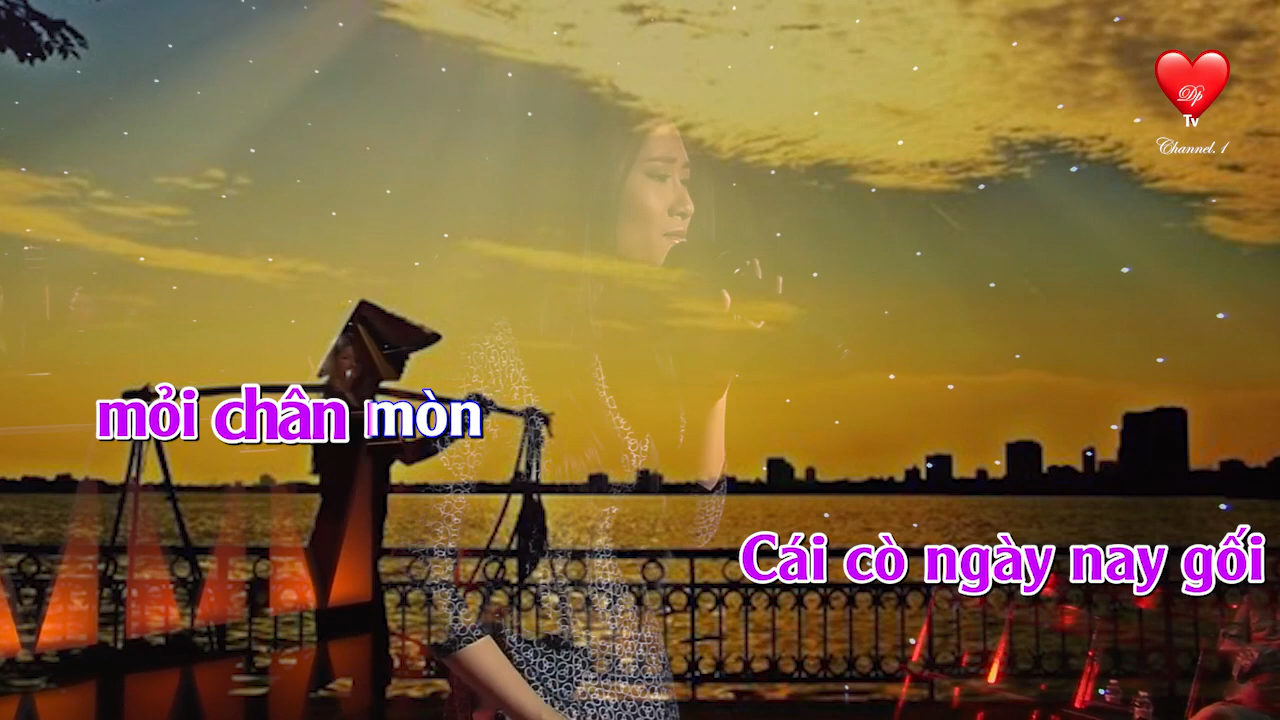 Dp
Tv
Channel. 1
mỏi chân mòn
Cái cò ngày nay gối